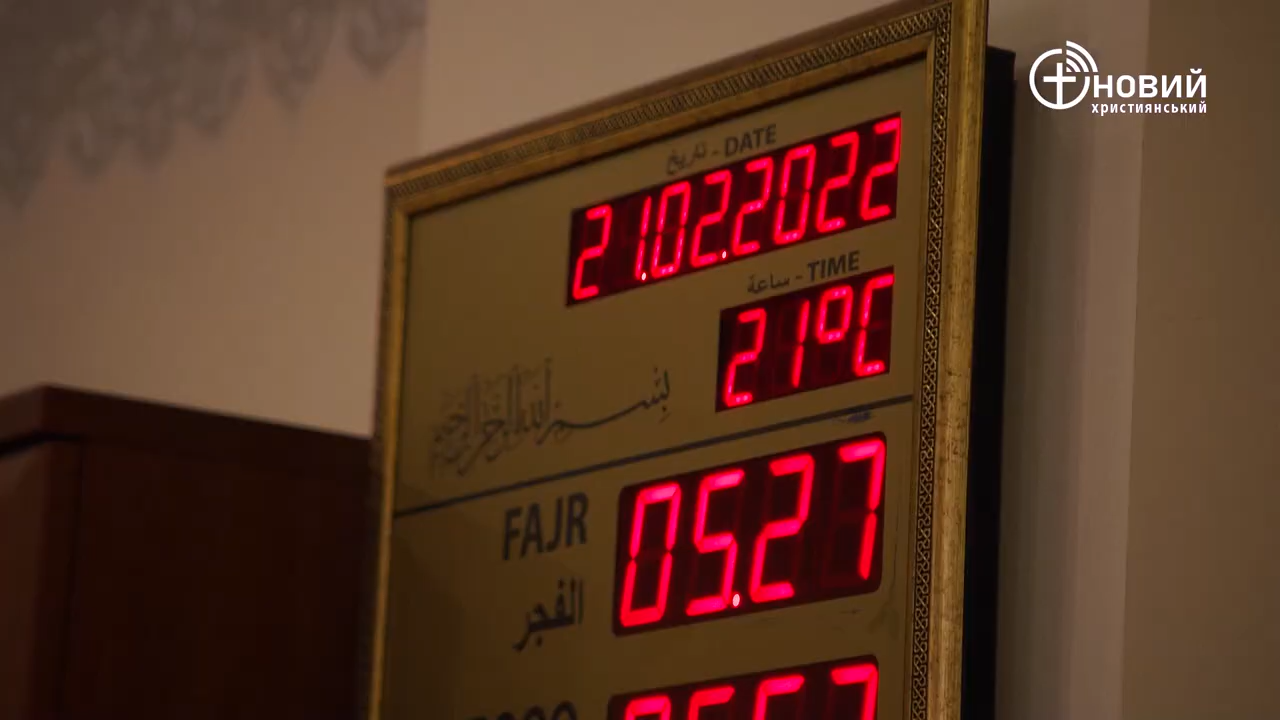 НОВИЙ
християнський
تاريخ - DATE
21.02.2022
ساعة - TIME
21°C
بسم الله الرحمن الرحيم
FAJR 05.27
الفجر